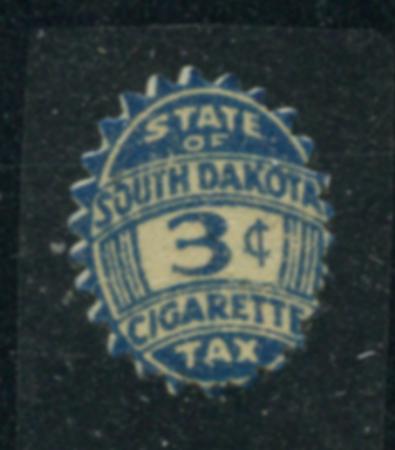 STATE
OF
SOUTH DAKOTA
3¢
CIGARETTE
TAX